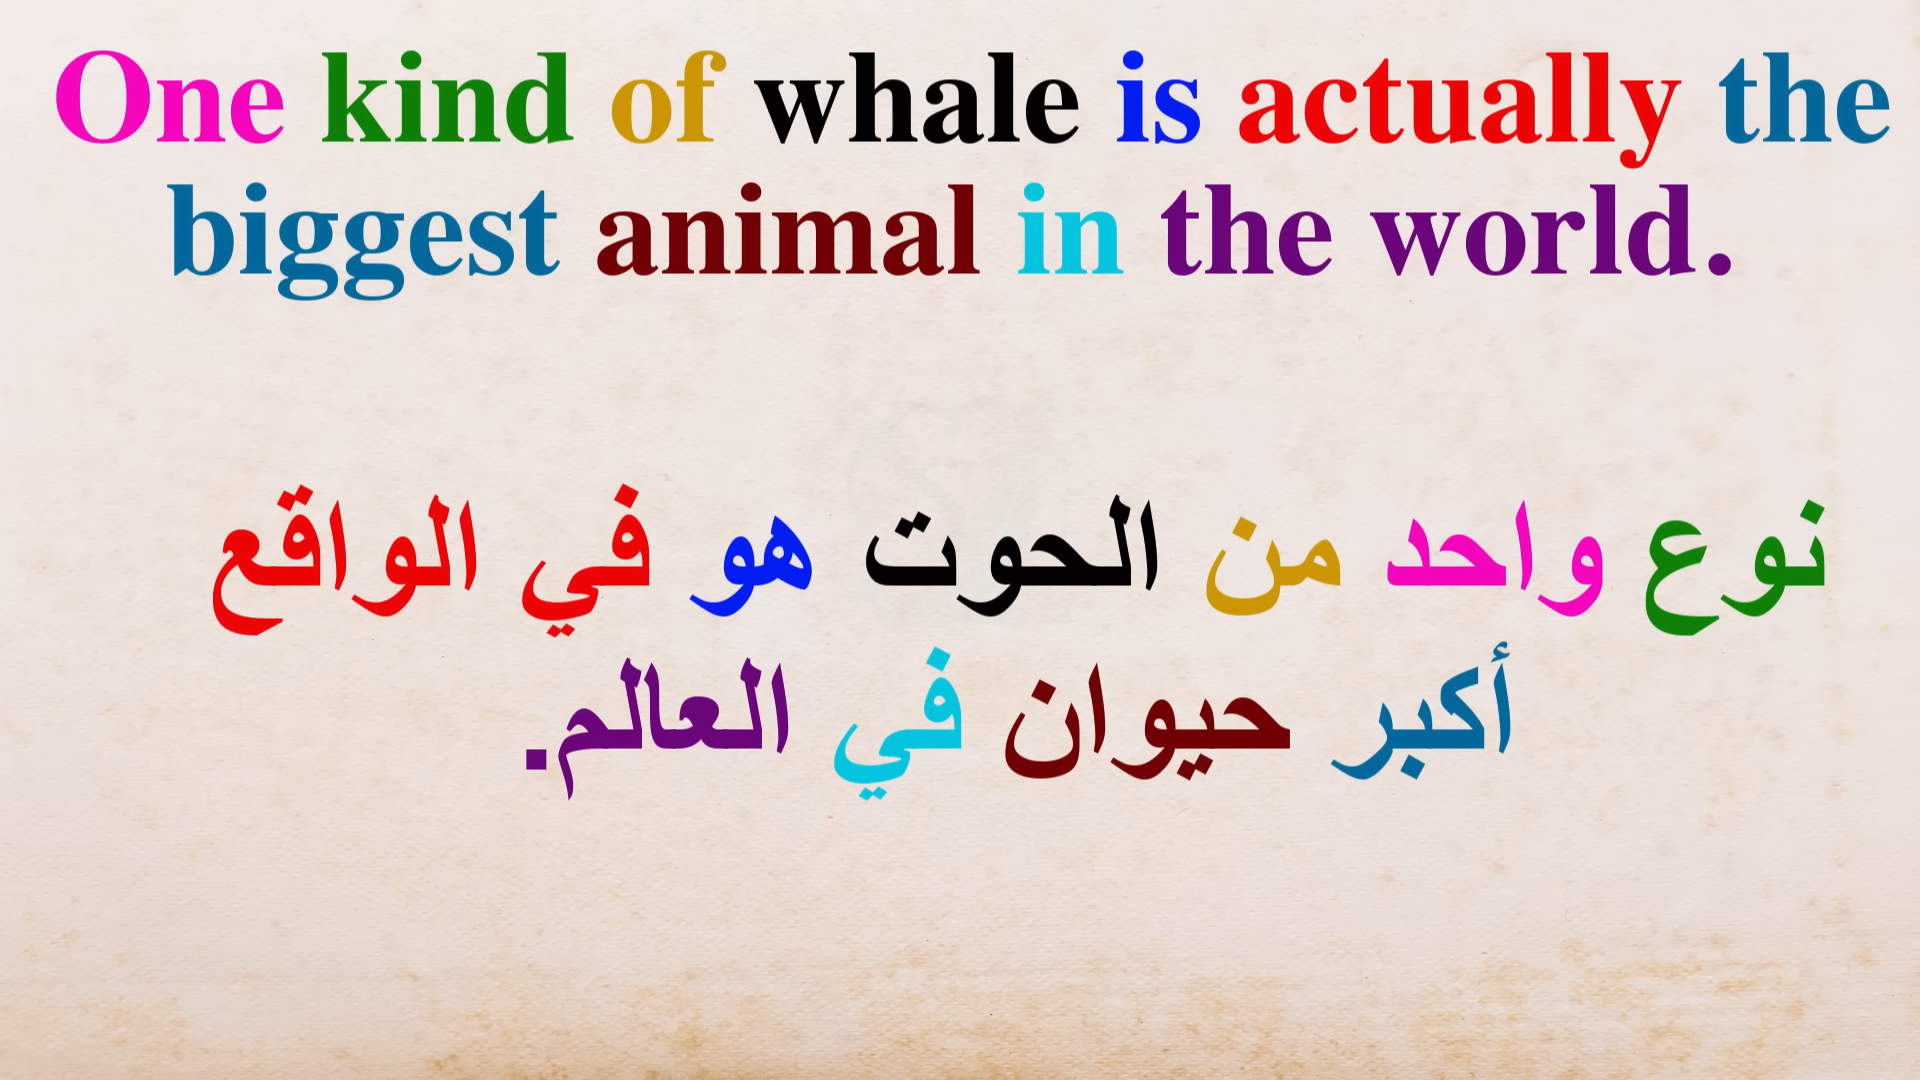 One kind of whale is actually the
biggest animal in the world.
نوع واحد من الحوت هو في الواقع
أكبر حيوان في العالم.